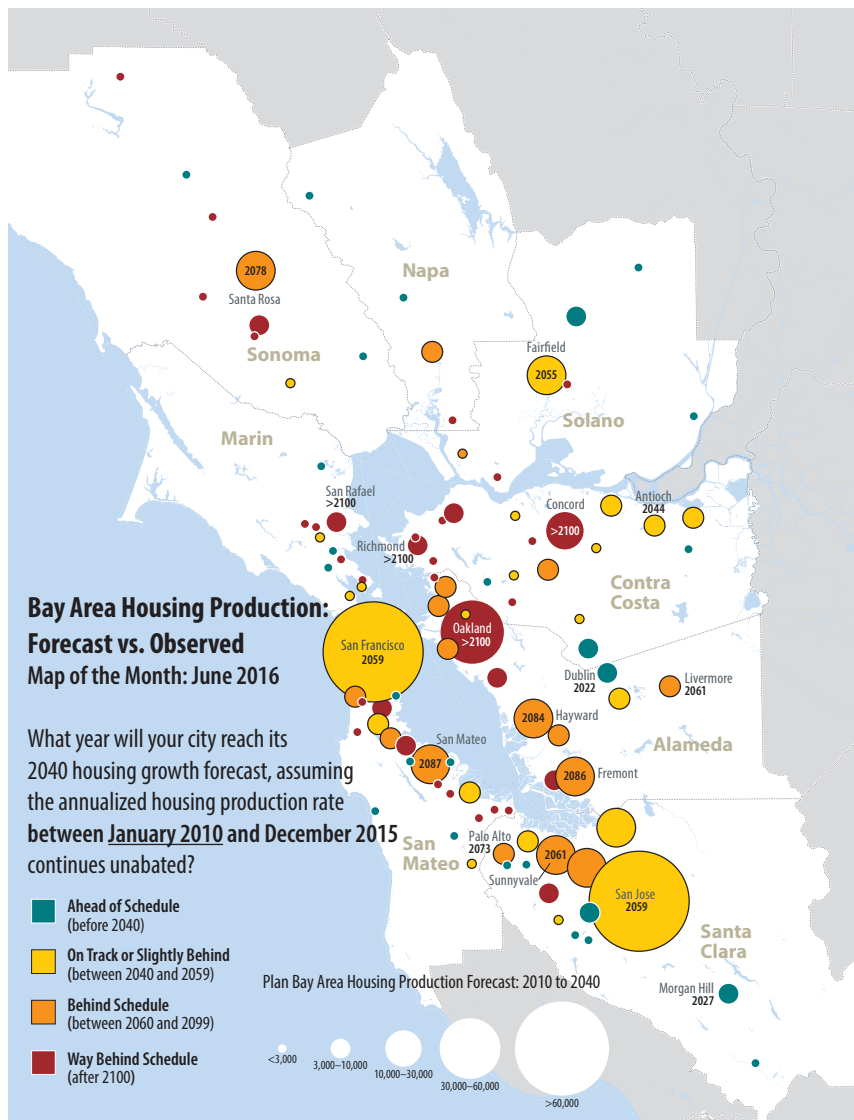 2078
Santa Rosa
Napa
Sonoma
Fairfield
2055
Solano
Marin
San Rafael
>2100
Concord
>2100
Antioch
2044
Richmond
>2100
Contra
Costa
Bay Area Housing Production:
Forecast vs. Observed
Map of the Month: June 2016
San Francisco
2059
Oakland
>2100
Dublin
2022
Livermore
2061
2084
Hayward
Alameda
What year will your city reach its
2040 housing growth forecast, assuming
the annualized housing production rate
between January 2010 and December 2015
continues unabated?
San Mateo
2087
2086
Fremont
San
Mateo
Palo Alto
2073
2061
Sunnyvale
San Jose
2059
Santa
Clara
Morgan Hill
2027
Ahead of Schedule
(before 2040)
On Track or Slightly Behind
(between 2040 and 2059)
Behind Schedule
(between 2060 and 2099)
Way Behind Schedule
(after 2100)
Plan Bay Area Housing Production Forecast: 2010 to 2040
<3,000
3,000–10,000
10,000–30,000
30,000–60,000
>60,000